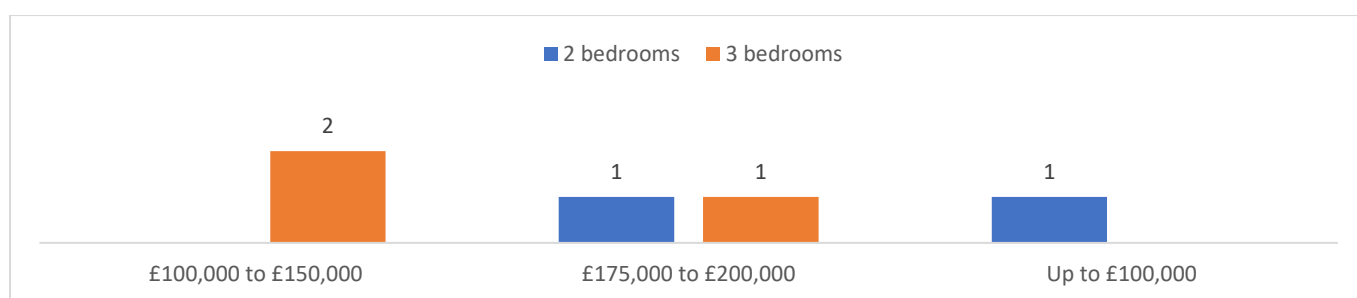 2 bedrooms 3 bedrooms
2
1 1 1
£100,000 to £150,000 £175,000 to £200,000 Up to £100,000